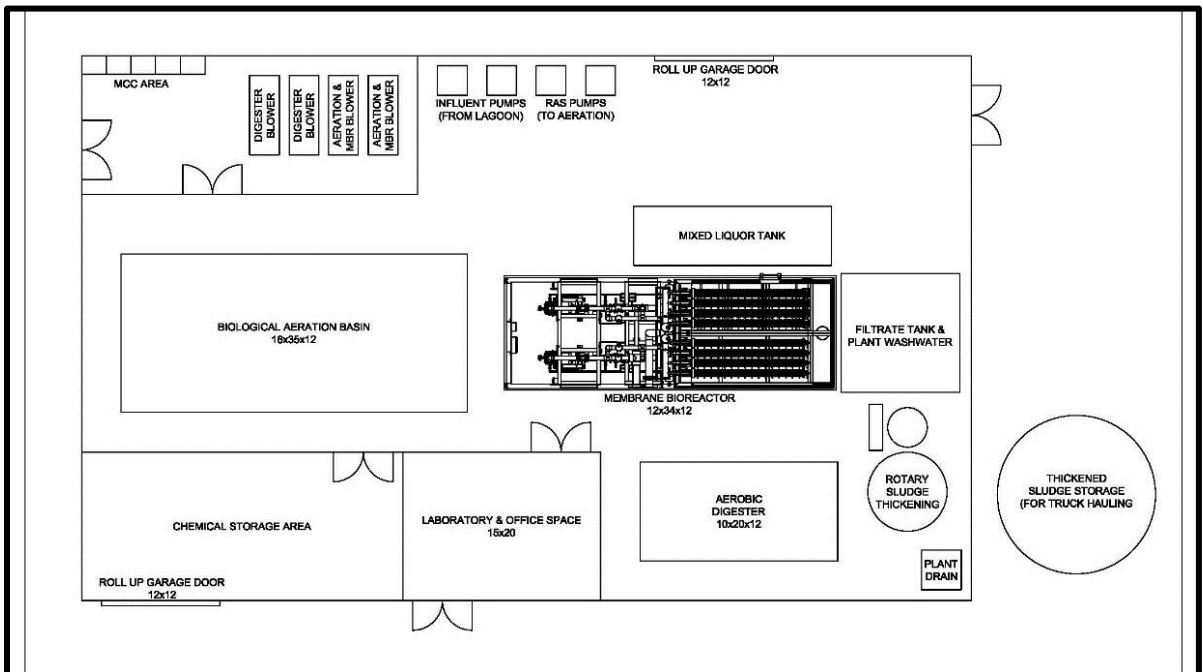 MCC AREA
DIGESTER
BLOWER
DIGESTER
BLOWER
AERATION &
MBR BLOWER
AERATION &
MBR BLOWER
INFLUENT PUMPS
(FROM LAGOON)
RAS PUMPS
(TO AERATION)
ROLL UP GARAGE DOOR
12x12
MIXED LIQUOR TANK
BIOLOGICAL AERATION BASIN
16x35x12
MEMBRANE BIOREACTOR
12x34x12
FILTRATE TANK &
PLANT WASHWATER
CHEMICAL STORAGE AREA
LABORATORY & OFFICE SPACE
15x20
AEROBIC
DIGESTER
10x20x12
ROTARY
SLUDGE
THICKENING
THICKENED
SLUDGE STORAGE
(FOR TRUCK HAULING
PLANT
DRAIN
ROLL UP GARAGE DOOR
12x12